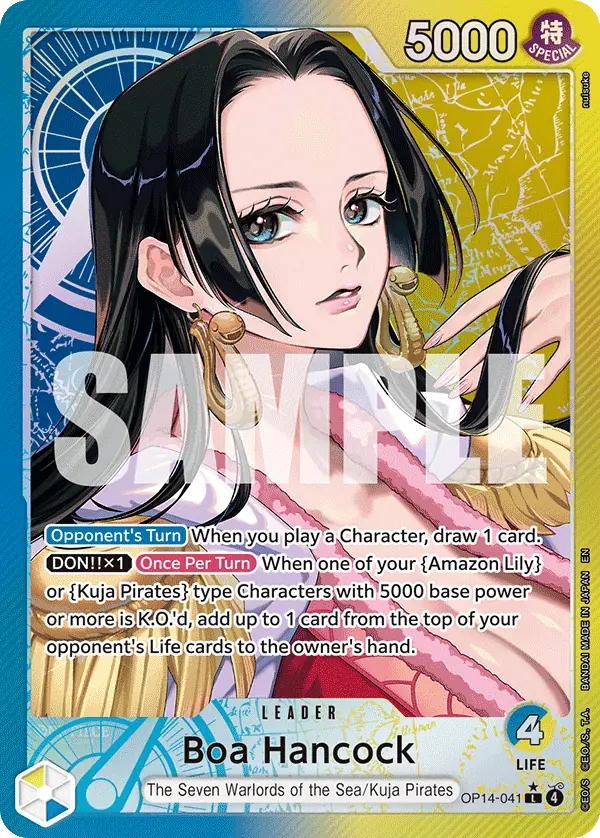 5000
特
SPECIAL
nuisuke
SAMPLE
Opponent's Turn When you play a Character, draw 1 card.
DON!!×1 Once Per Turn When one of your {Amazon Lily}
or {Kuja Pirates} type Characters with 5000 base power
or more is K.O.'d, add up to 1 card from the top of your
opponent's Life cards to the owner's hand.
LEADER
Boa Hancock
The Seven Warlords of the Sea/Kuja Pirates
4
LIFE
OP14-041 L 4
©E.O/S ©E.O./S., T.A. BANDAI MADE IN JAPAN EN